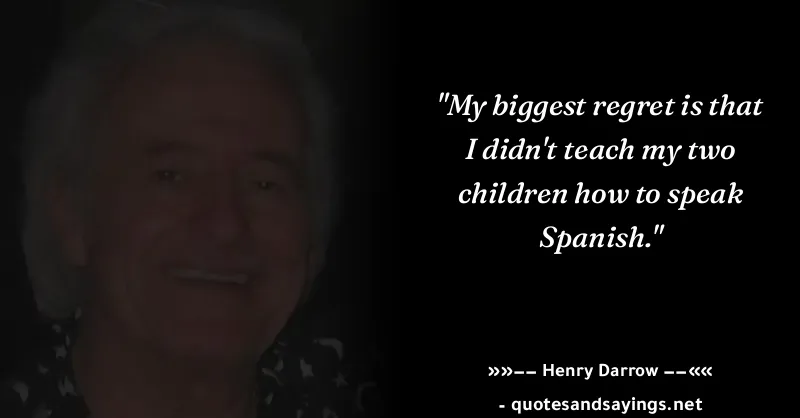 "My biggest regret is that
I didn't teach my two
children how to speak
Spanish."
»»−− Henry Darrow −−««
- quotesandsayings.net